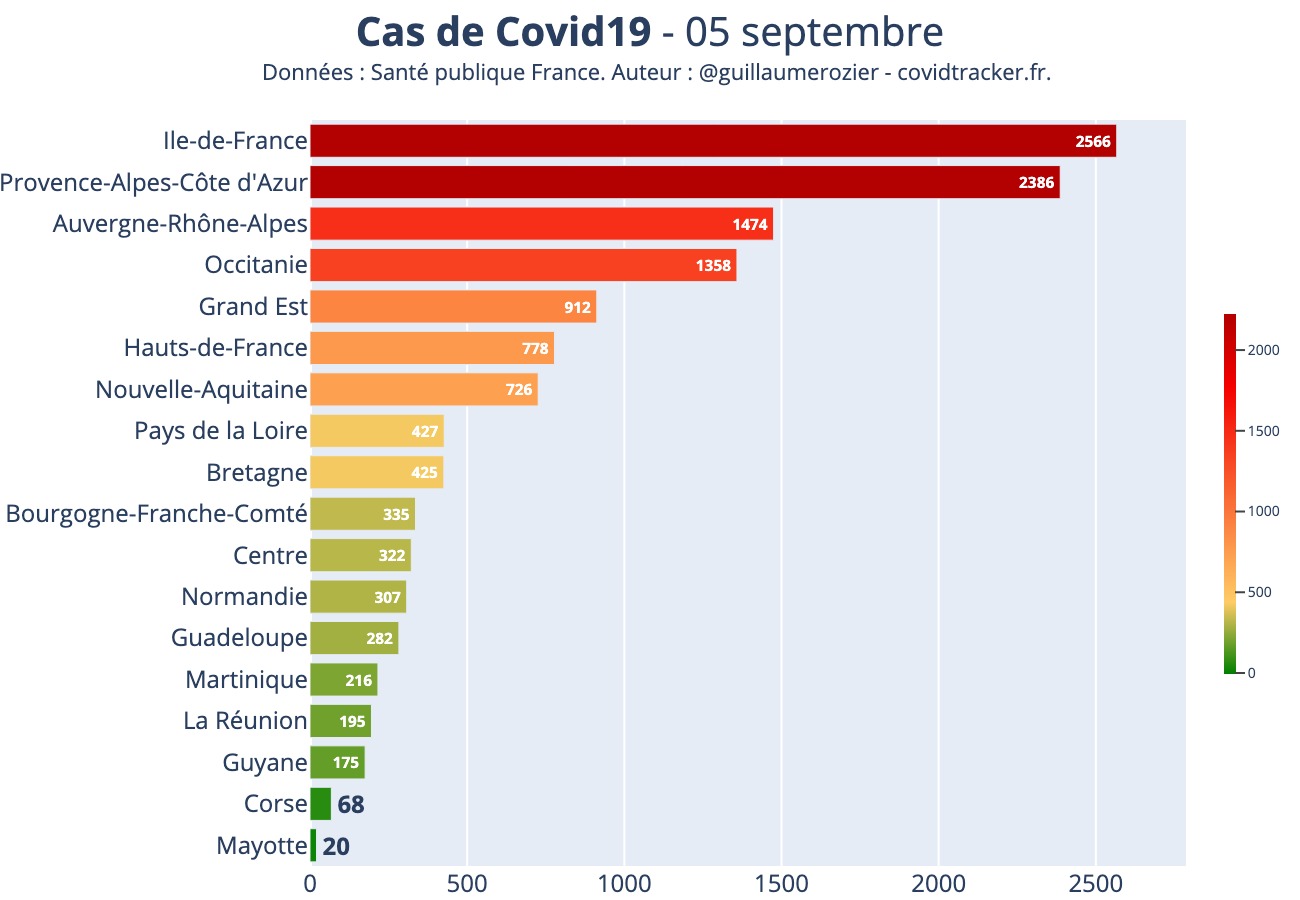 Cas de Covid19 - 05 septembre
Données : Santé publique France. Auteur : @guillaumerozier - covidtracker.fr.
Ile-de-France 2566
Provence-Alpes-Côte d'Azur 2386
Auvergne-Rhône-Alpes 1474
Occitanie 1358
Grand Est 912
Hauts-de-France 778
Nouvelle-Aquitaine 726
Pays de la Loire 427
Bretagne 425
Bourgogne-Franche-Comté 335
Centre 322
Normandie 307
Guadeloupe 282
Martinique 216
La Réunion 195
Guyane 175
Corse 68
Mayotte 20
0 500 1000 1500 2000 2500
2000
1500
1000
500
0